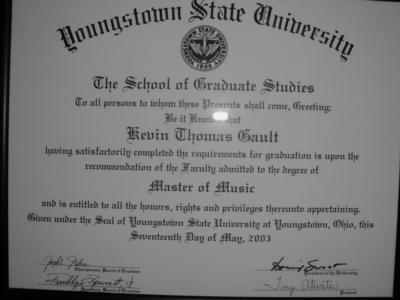 Youngstown State University
The School of Graduate Studies
To all persons to whom these Presents shall come, Greeting:
Be it Known that
Kevin Thomas Gault
having satisfactorily completed the requirements for graduation is upon the
recommendation of the Faculty admitted to the degree of
Master of Music
and is entitled to all the honors, rights and privileges thereunto appertaining.
Given under the Seal of Youngstown State University at Youngstown, Ohio, this
Seventeenth Day of May, 2003